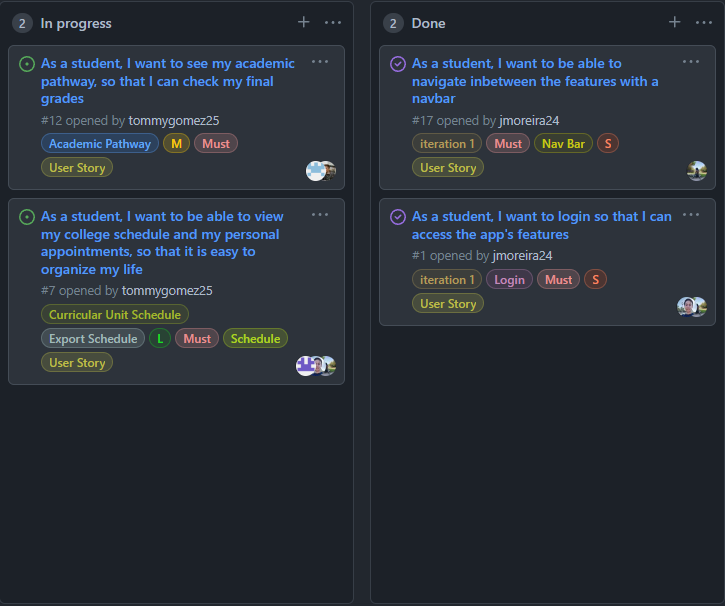 2 In progress
As a student, I want to see my academic
pathway, so that I can check my final
grades
#12 opened by tommygomez25
Academic Pathway M Must
User Story
As a student, I want to be able to view
my college schedule and my personal
appointments, so that it is easy to
organize my life
#7 opened by tommygomez25
Curricular Unit Schedule
Export Schedule L Must Schedule
User Story
2 Done
As a student, I want to be able to
navigate inbetween the features with a
navbar
#17 opened by jmoreira24
iteration 1 Must Nav Bar S
User Story
As a student, I want to login so that I can
access the app's features
#1 opened by jmoreira24
iteration 1 Login Must S
User Story